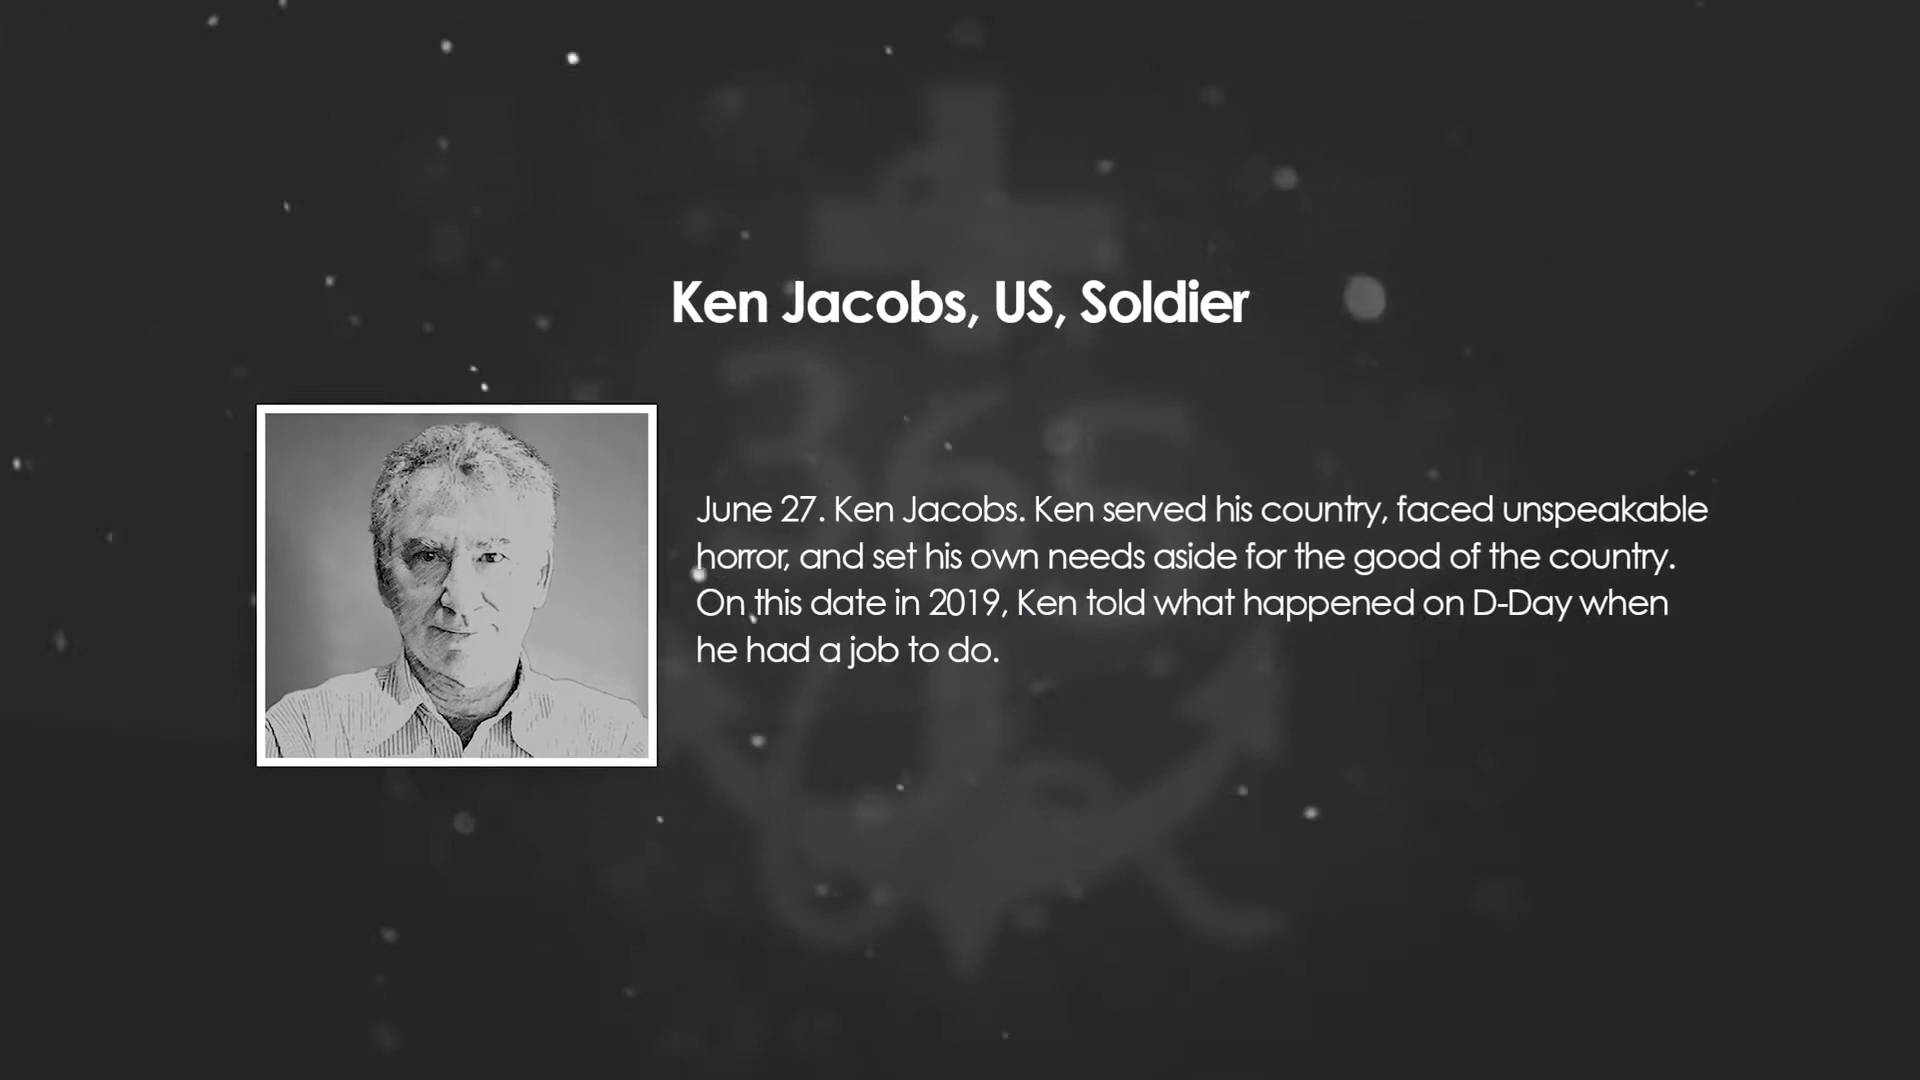 Ken Jacobs, US, Soldier
365
June 27. Ken Jacobs. Ken served his country, faced unspeakable
horror, and set his own needs aside for the good of the country.
On this date in 2019, Ken told what happened on D-Day when
he had a job to do.